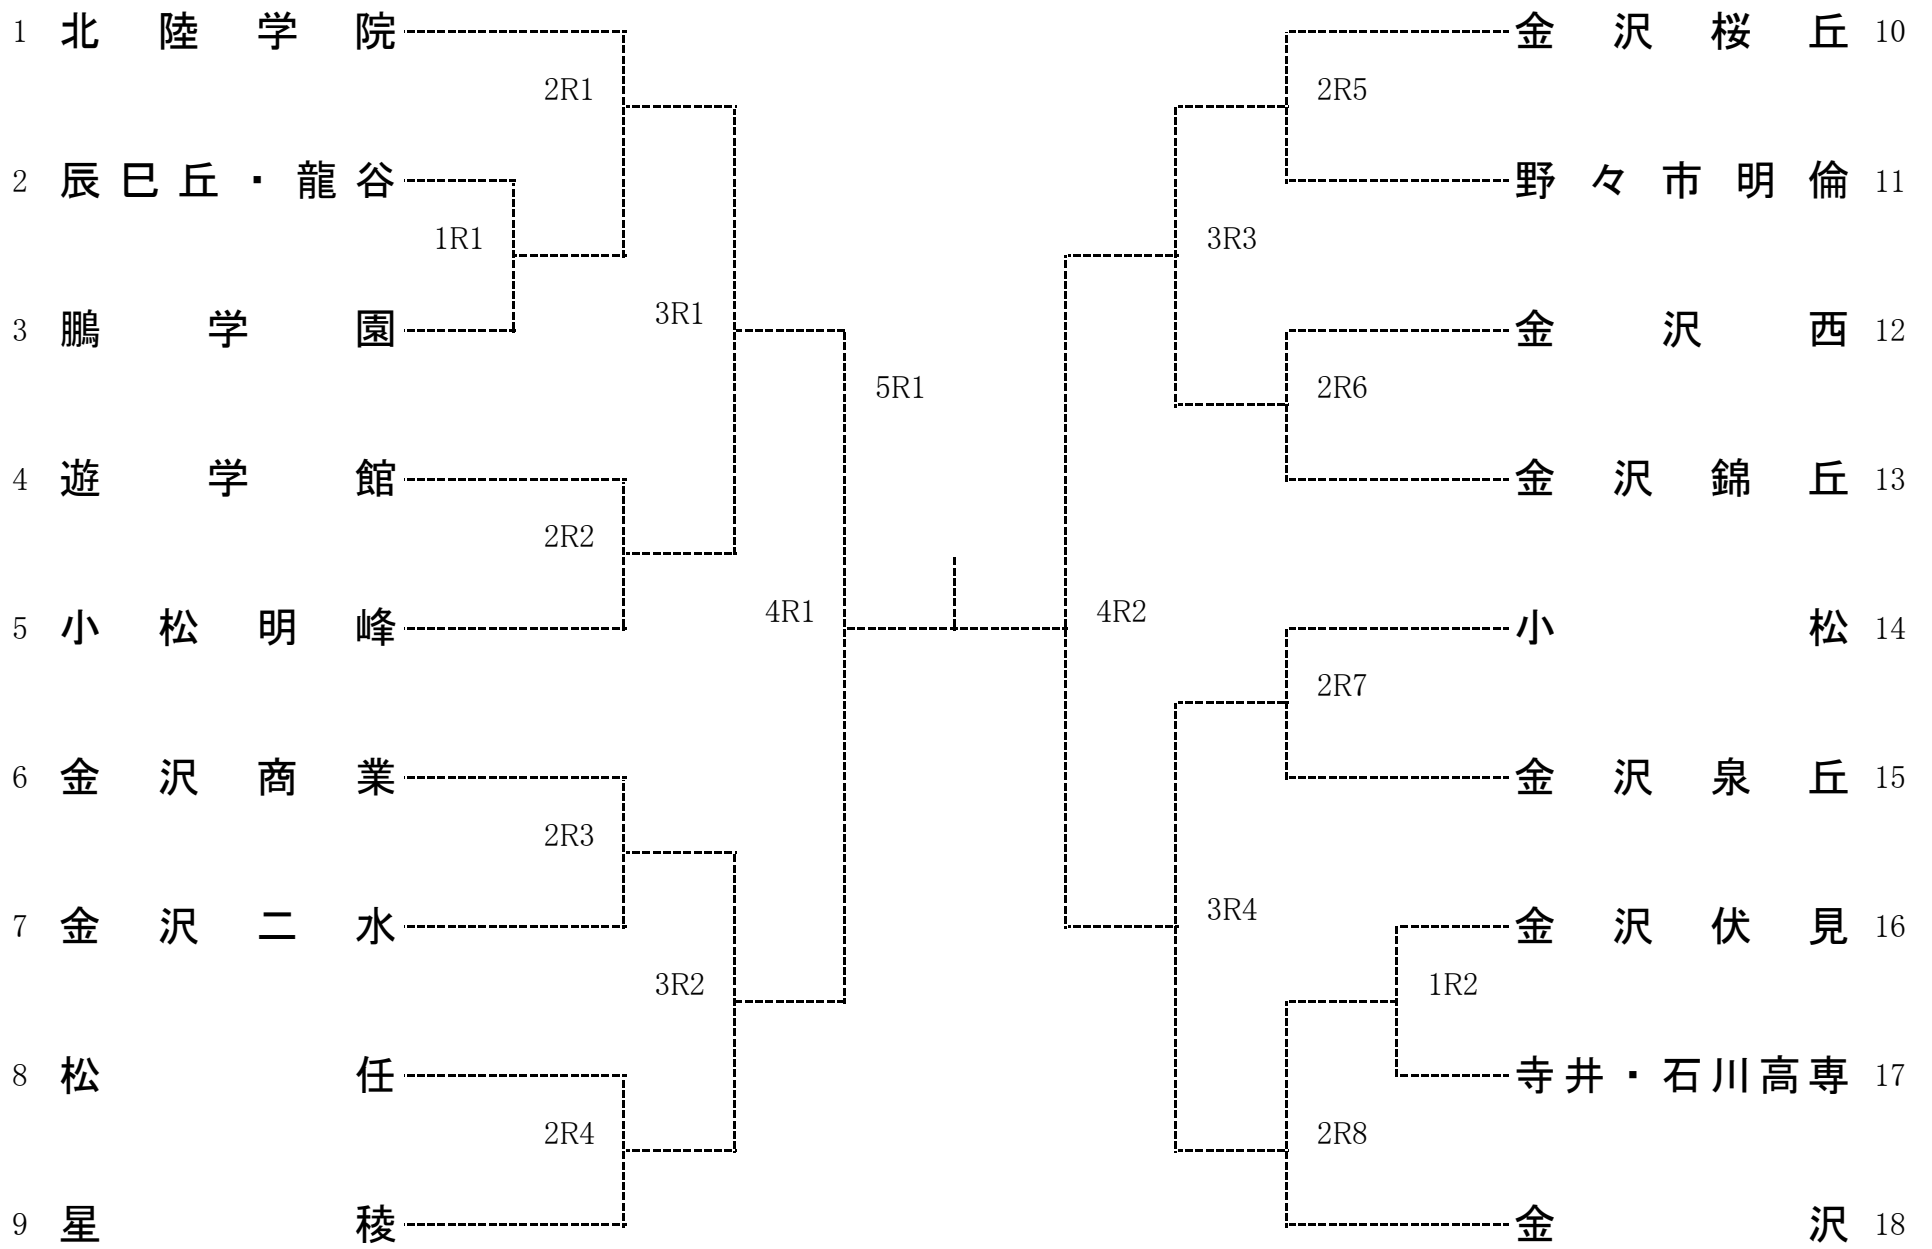 1 北陸学院
金沢桜丘 10
2R1
2R5
2 辰巳丘・龍谷
野々市明倫 11
1R1
3R3
3R1
3 鵬学園
金沢西 12
5R1
2R6
4 遊学館
金沢錦丘 13
2R2
4R1
4R2
5 小松明峰
小松 14
2R7
6 金沢商業
金沢泉丘 15
2R3
3R4
7 金沢二水
金沢伏見 16
3R2
1R2
8 松任
寺井・石川高専 17
2R4
2R8
9 星稜
金沢 18